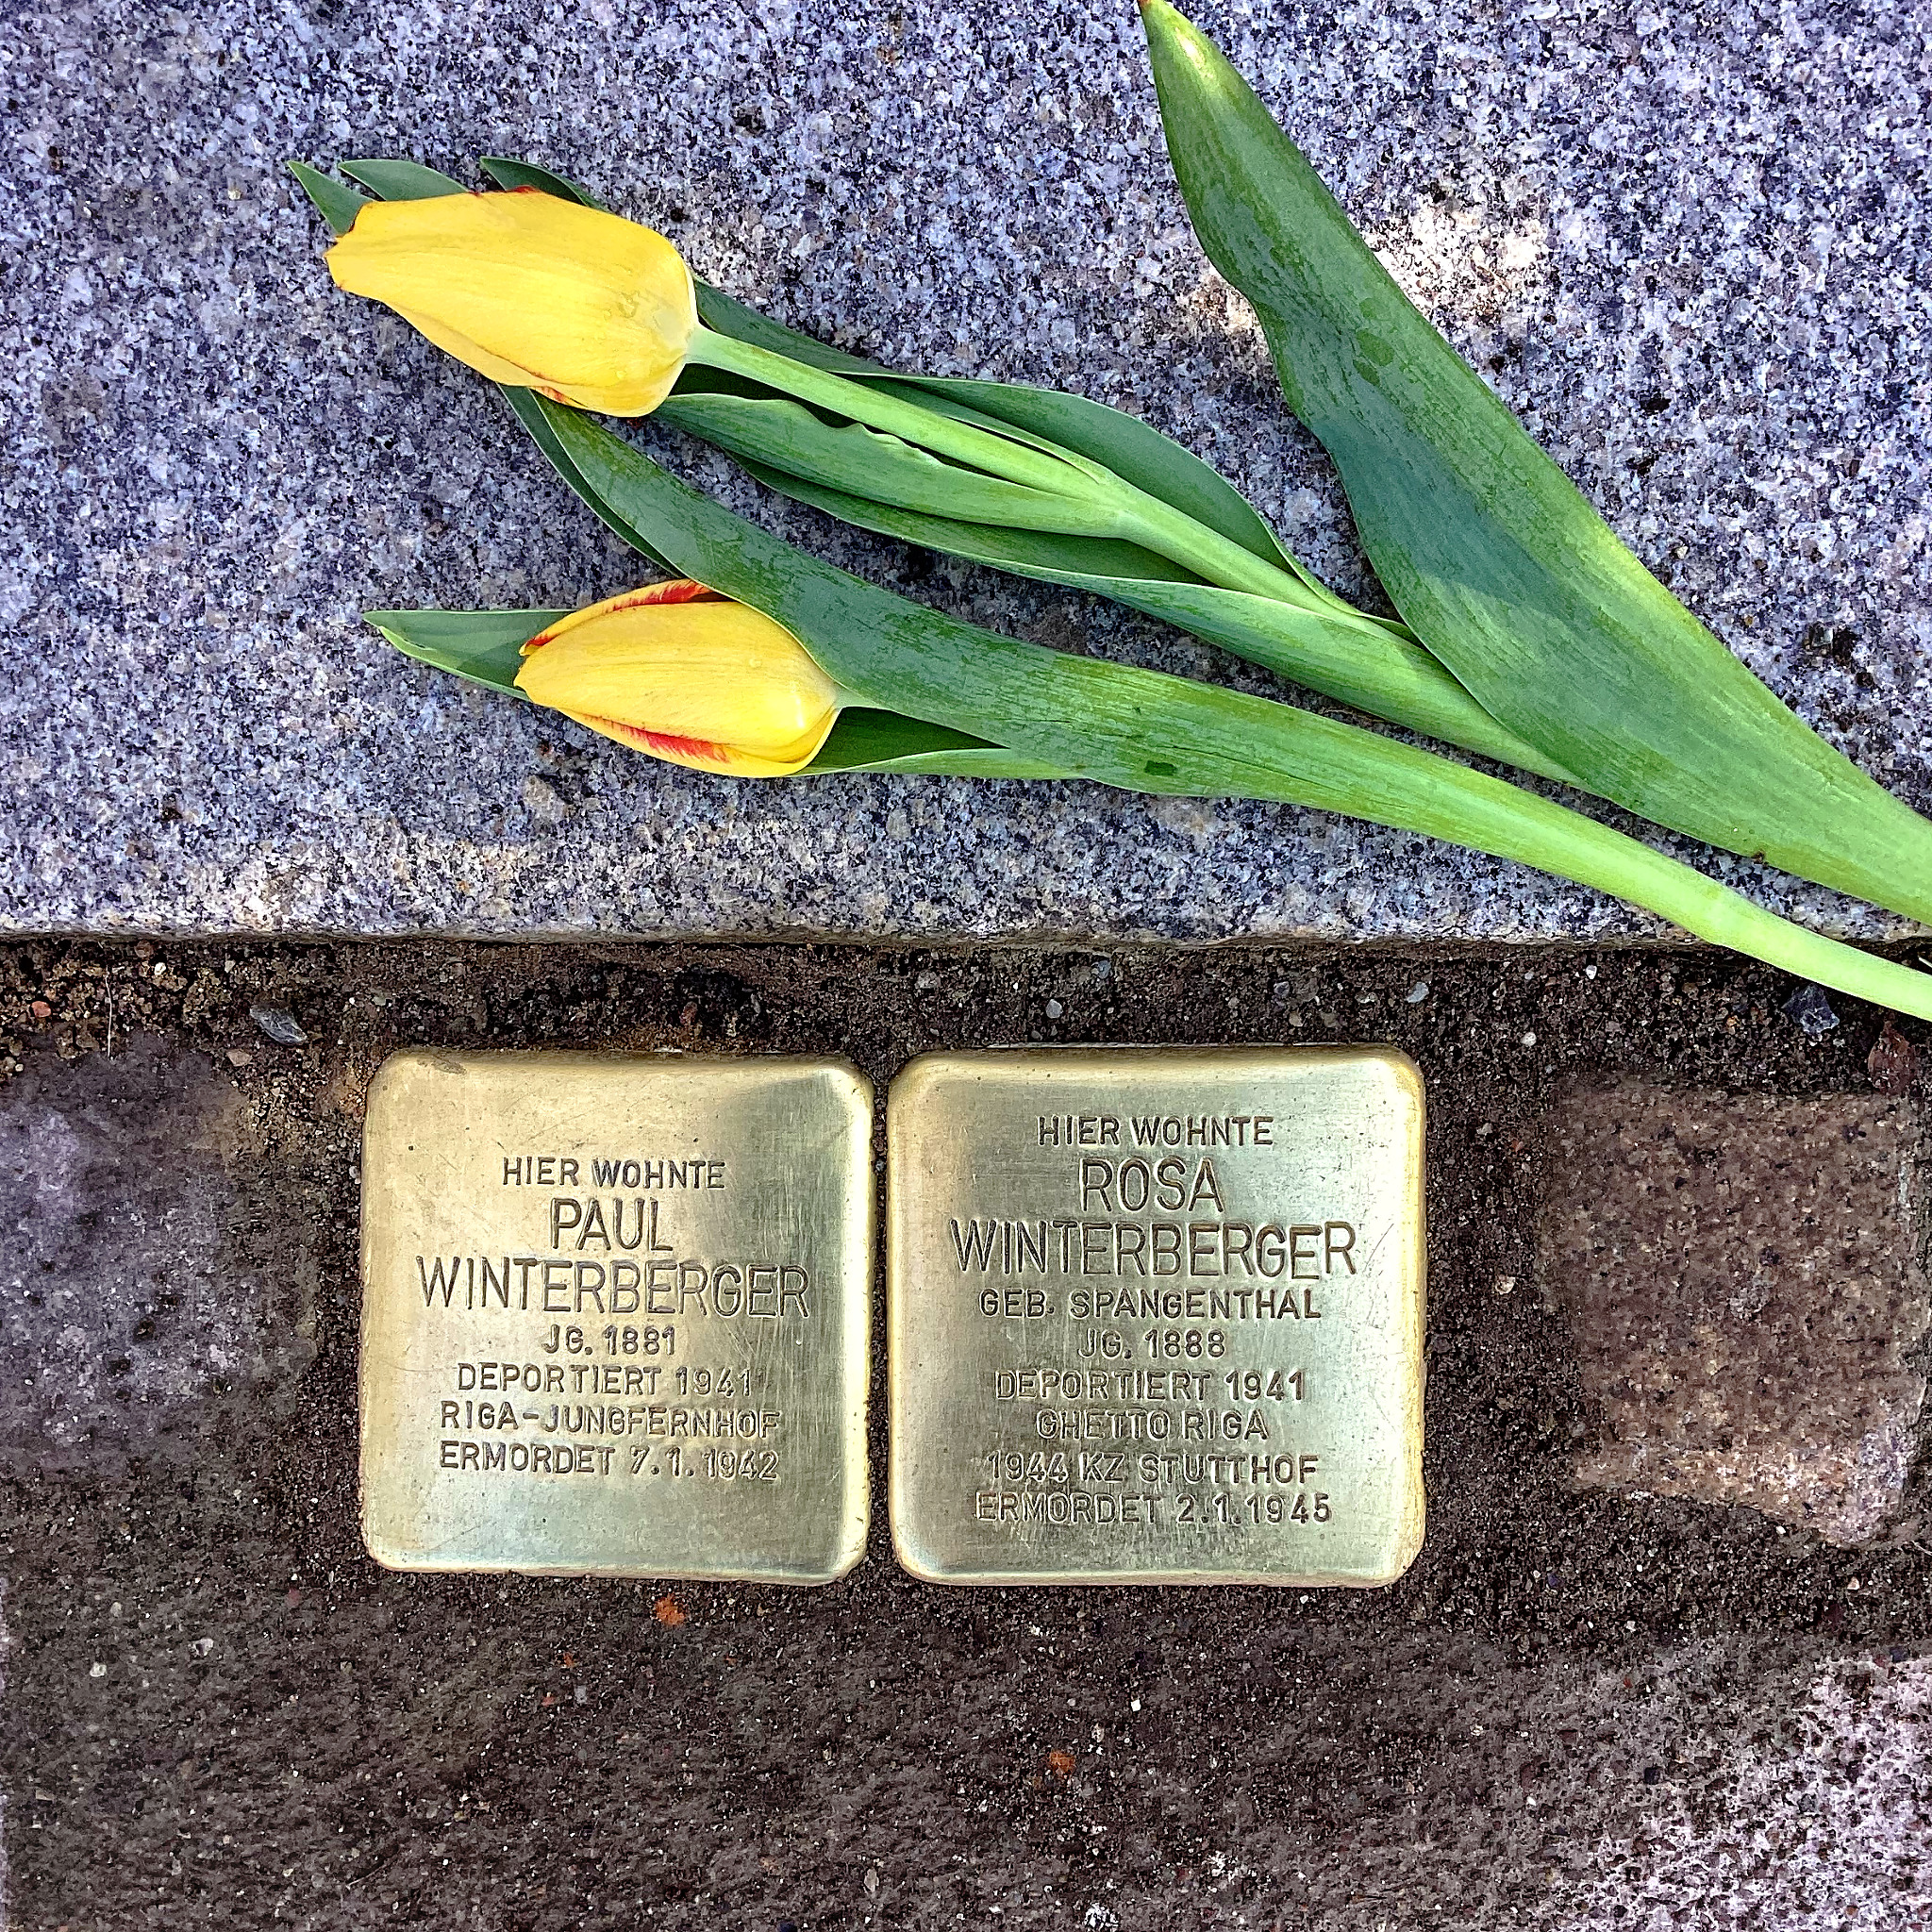 HIER WOHNTE
PAUL
WINTERBERGER
JG. 1881
DEPORTIERT 1941
RIGA-JUNGFERNHOF
ERMORDET 7.1.1942
HIER WOHNTE
ROSA
WINTERBERGER
GEB. SPANGENTHAL
JG. 1888
DEPORTIERT 1941
GHETTO RIGA
1944 KZ STUTTHOF
ERMORDET 2.1.1945